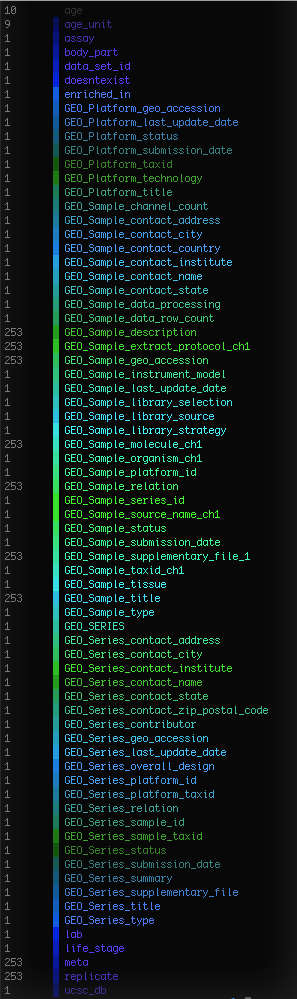 10 age
9 age_unit
1 assay
1 body_part
1 data_set_id
1 doesntexist
1 enriched_in
1 GEO_Platform_geo_accession
1 GEO_Platform_last_update_date
1 GEO_Platform_status
1 GEO_Platform_submission_date
1 GEO_Platform_taxid
1 GEO_Platform_technology
1 GEO_Platform_title
1 GEO_Sample_channel_count
1 GEO_Sample_contact_address
1 GEO_Sample_contact_city
1 GEO_Sample_contact_country
1 GEO_Sample_contact_institute
1 GEO_Sample_contact_name
1 GEO_Sample_contact_state
1 GEO_Sample_data_processing
1 GEO_Sample_data_row_count
253 GEO_Sample_description
253 GEO_Sample_extract_protocol_ch1
253 GEO_Sample_geo_accession
1 GEO_Sample_instrument_model
1 GEO_Sample_last_update_date
1 GEO_Sample_library_selection
1 GEO_Sample_library_source
1 GEO_Sample_library_strategy
253 GEO_Sample_molecule_ch1
1 GEO_Sample_organism_ch1
1 GEO_Sample_platform_id
253 GEO_Sample_relation
1 GEO_Sample_series_id
1 GEO_Sample_source_name_ch1
1 GEO_Sample_status
1 GEO_Sample_submission_date
253 GEO_Sample_supplementary_file_1
1 GEO_Sample_taxid_ch1
1 GEO_Sample_tissue
253 GEO_Sample_title
1 GEO_Sample_type
1 GEO_SERIES
1 GEO_Series_contact_address
1 GEO_Series_contact_city
1 GEO_Series_contact_institute
1 GEO_Series_contact_name
1 GEO_Series_contact_state
1 GEO_Series_contact_zip_postal_code
1 GEO_Series_contributor
1 GEO_Series_geo_accession
1 GEO_Series_last_update_date
1 GEO_Series_overall_design
1 GEO_Series_platform_id
1 GEO_Series_platform_taxid
1 GEO_Series_relation
1 GEO_Series_sample_id
1 GEO_Series_sample_taxid
1 GEO_Series_status
1 GEO_Series_submission_date
1 GEO_Series_summary
1 GEO_Series_supplementary_file
1 GEO_Series_title
1 GEO_Series_type
1 lab
1 life_stage
253 meta
253 replicate
1 ucsc_db